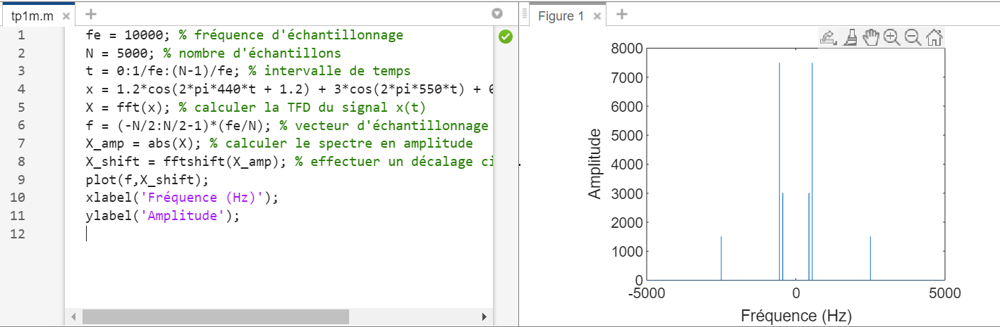 tp1m.m
1 fe = 10000; % fréquence d'échantillonnage
2 N = 5000; % nombre d'échantillons
3 t = 0:1/fe:(N-1)/fe; % intervalle de temps
4 x = 1.2*cos(2*pi*440*t + 1.2) + 3*cos(2*pi*550*t) +
5 X = fft(x); % calculer la TFD du signal x(t)
6 f = (-N/2:N/2-1)*(fe/N); % vecteur d'échantillonnage
7 X_amp = abs(X); % calculer le spectre en amplitude
8 X_shift = fftshift(X_amp); % effectuer un décalage ci
9 plot(f,X_shift);
10 xlabel('Fréquence (Hz)');
11 ylabel('Amplitude');
12
Figure 1
8000
7000
6000
5000
4000
3000
2000
1000
0
Amplitude
-5000 0 5000
Fréquence (Hz)